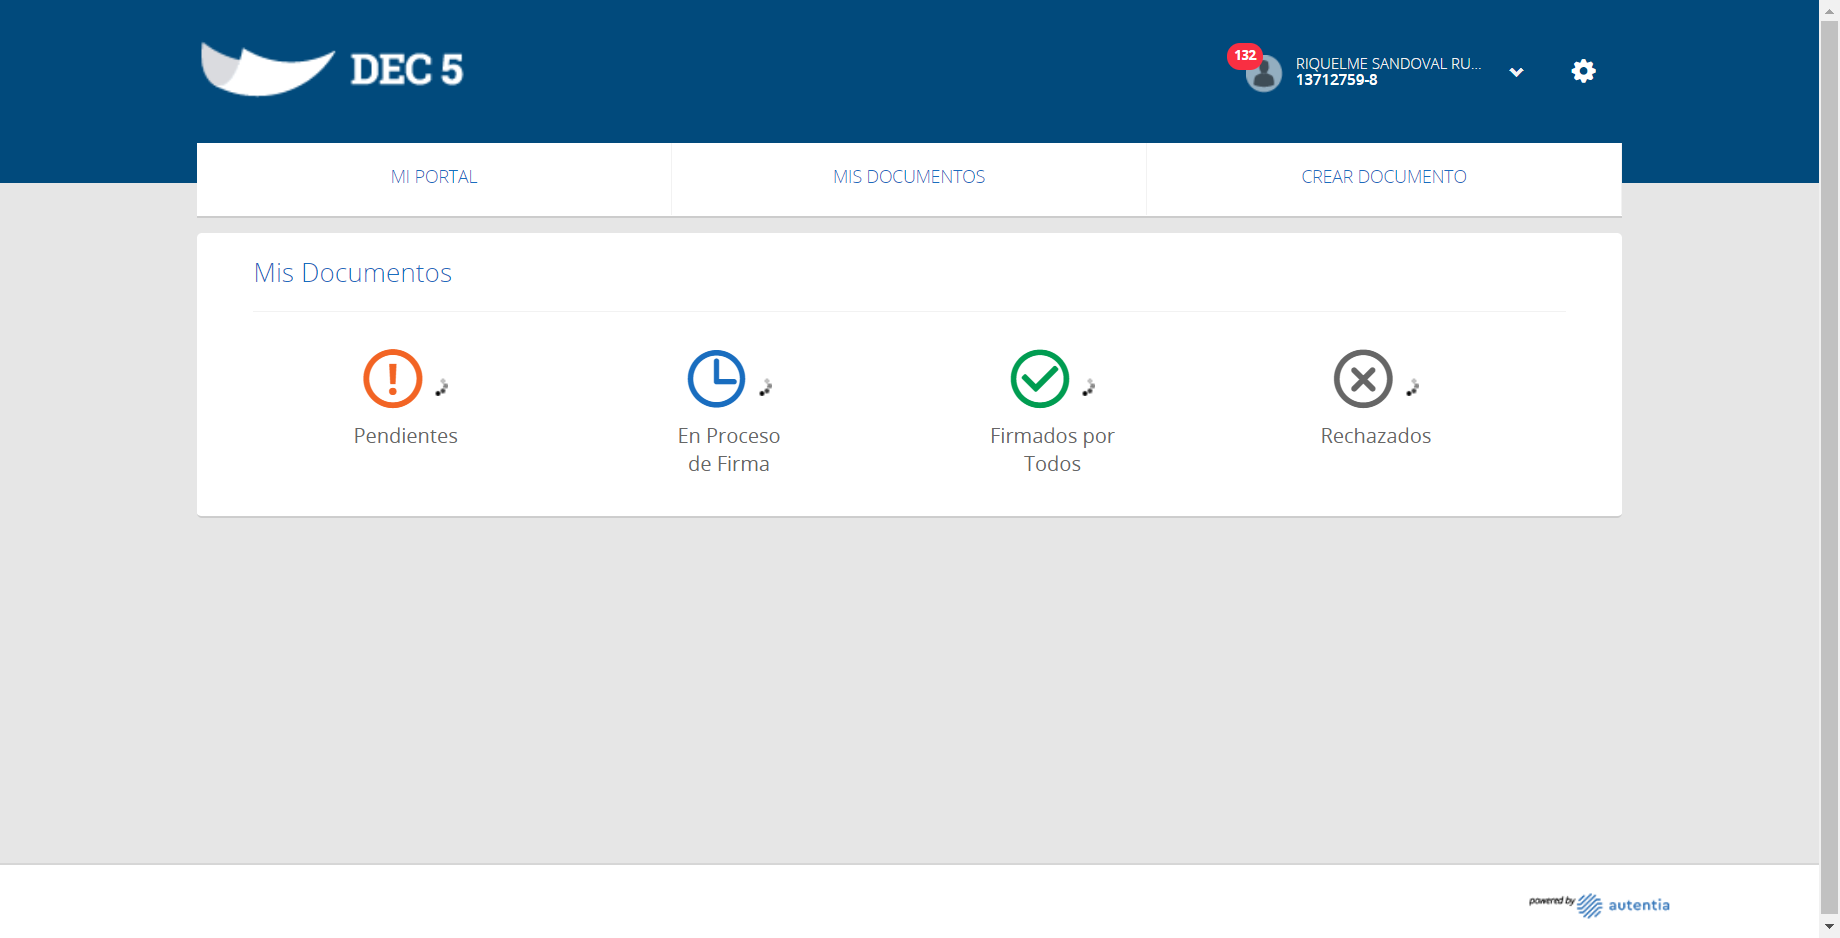 DEC 5
132
RIQUELME SANDOVAL RU...
13712759-8
MI PORTAL
MIS DOCUMENTOS
CREAR DOCUMENTO
Mis Documentos
Pendientes
En Proceso
de Firma
Firmados por
Todos
Rechazados
powered by autentia